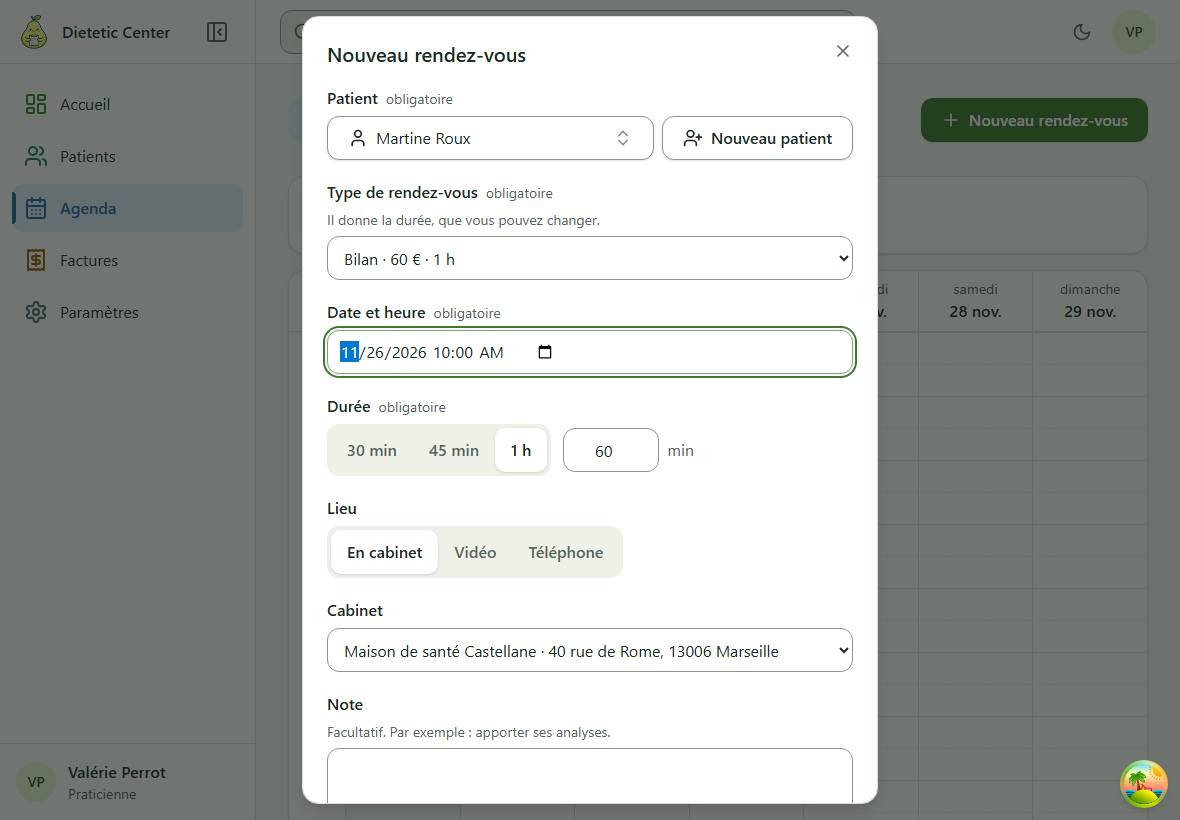 Dietetic Center
VP
Accueil
Patients
Agenda
Factures
Paramètres
Valérie Perrot
Praticienne
VP
Nouveau rendez-vous
samedi
28 nov.
dimanche
29 nov.
Nouveau rendez-vous
Patient obligatoire
Martine Roux
Nouveau patient
Type de rendez-vous obligatoire
Il donne la durée, que vous pouvez changer.
Bilan · 60 € · 1 h
Date et heure obligatoire
11/26/2026 10:00 AM
Durée obligatoire
30 min 45 min 1 h 60 min
Lieu
En cabinet Vidéo Téléphone
Cabinet
Maison de santé Castellane · 40 rue de Rome, 13006 Marseille
Note
Facultatif. Par exemple : apporter ses analyses.